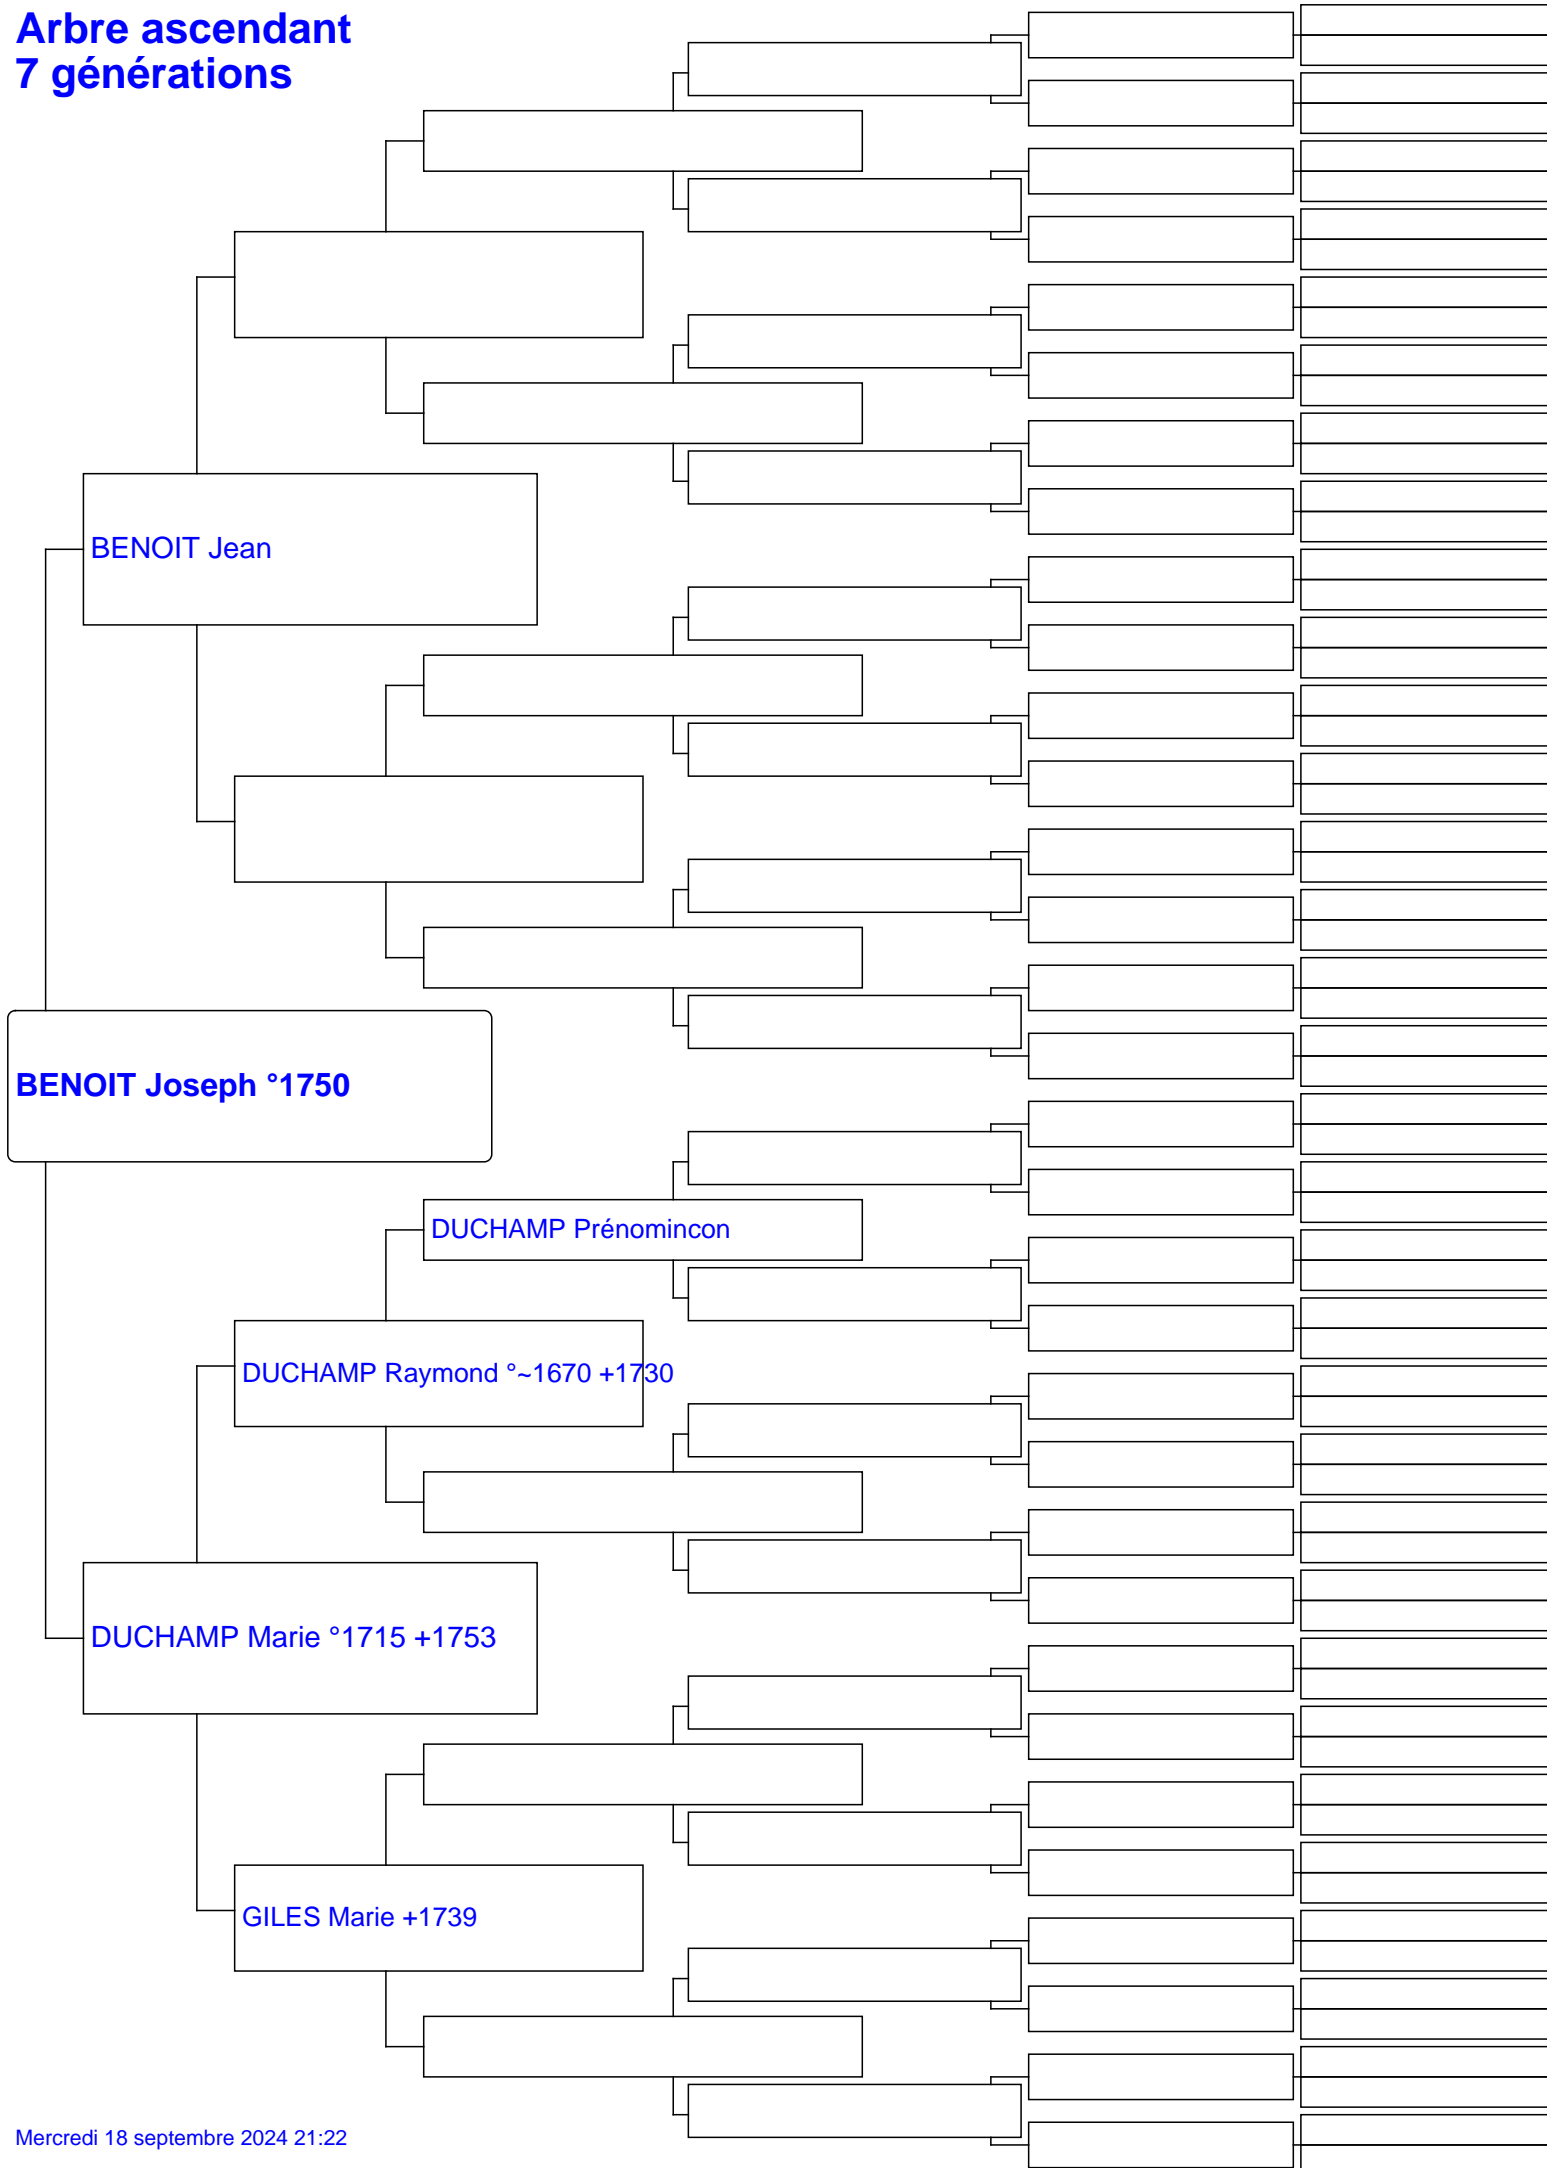 Arbre ascendant
7 générations
BENOIT Jean
BENOIT Joseph °1750
DUCHAMP Prénomincon
DUCHAMP Raymond °~1670 +1730
DUCHAMP Marie °1715 +1753
GILES Marie +1739
Mercredi 18 septembre 2024 21:22